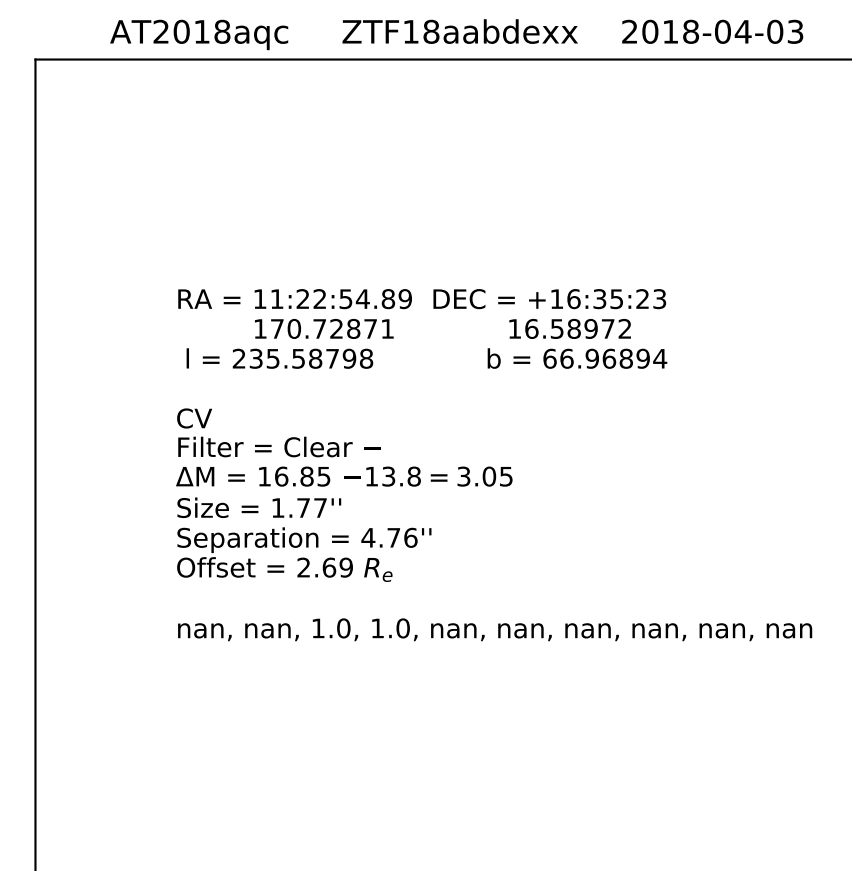 AT2018aqc ZTF18aabdexx 2018-04-03
RA = 11:22:54.89 DEC = +16:35:23
170.72871 16.58972
l = 235.58798 b = 66.96894
CV
Filter = Clear −
ΔM = 16.85 −13.8 = 3.05
Size = 1.77''
Separation = 4.76''
Offset = 2.69 Re
nan, nan, 1.0, 1.0, nan, nan, nan, nan, nan, nan